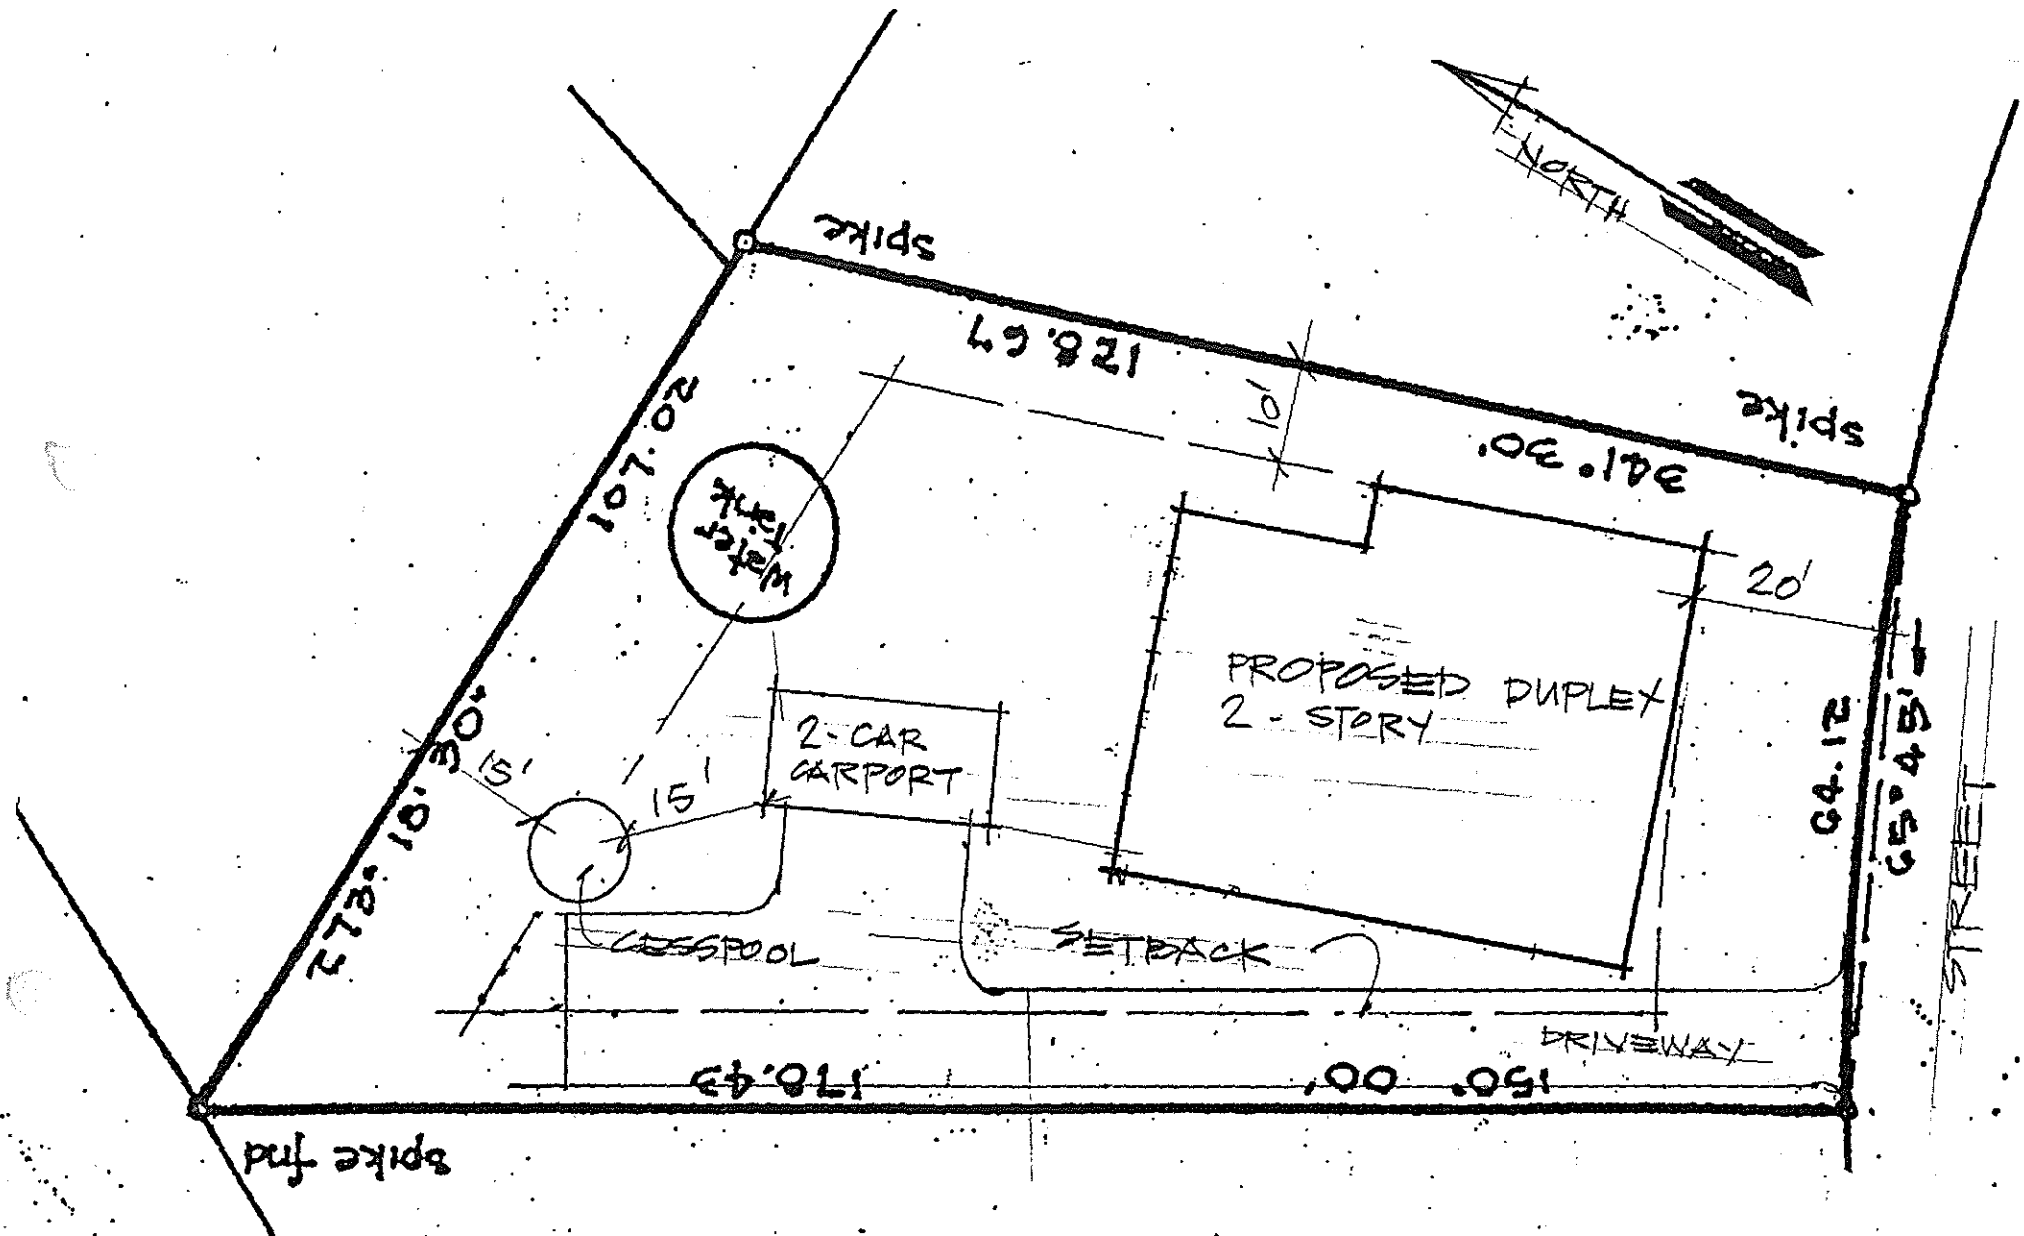 NORTH
spike
128.67
10'
spike
341° 30'
107.02
Water
Tank
20'
PROPOSED DUPLEX
2 - STORY
2 - CAR
CARPORT
64.12
65° 45'
15'
15'
273° 18' 30"
STREET
CESSPOOL
SETBACK
DRIVEWAY
178.43
150° 00'
spike fnd